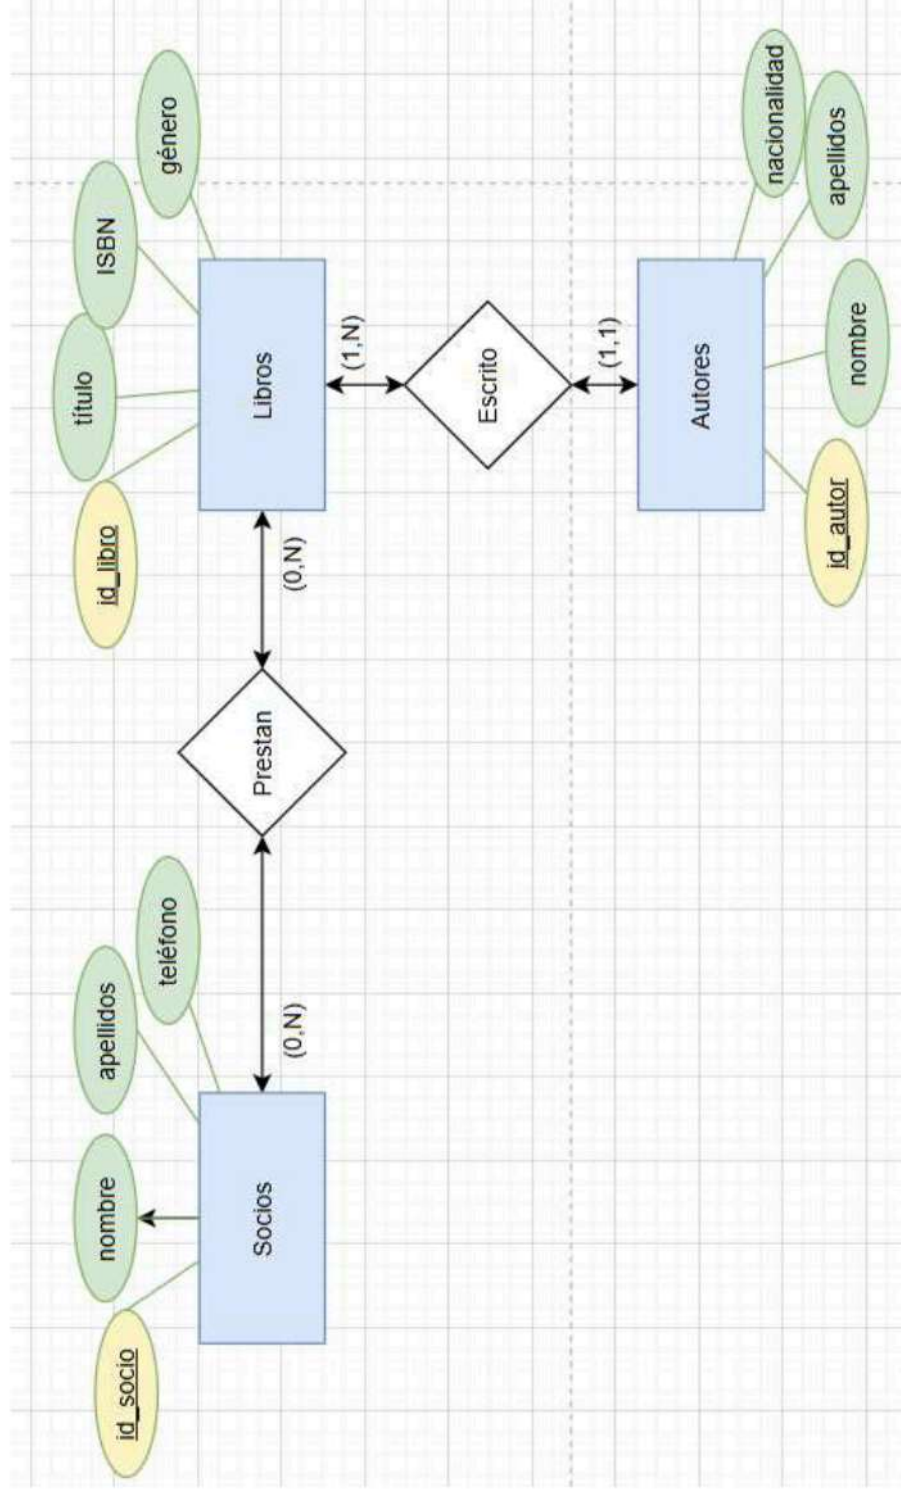 id_socio
nombre
apellidos
teléfono
Socios
(0,N)
Prestan
(0,N)
id_libro
título
ISBN
género
Libros
(1,N)
Escrito
(1,1)
Autores
id_autor
nombre
apellidos
nacionalidad